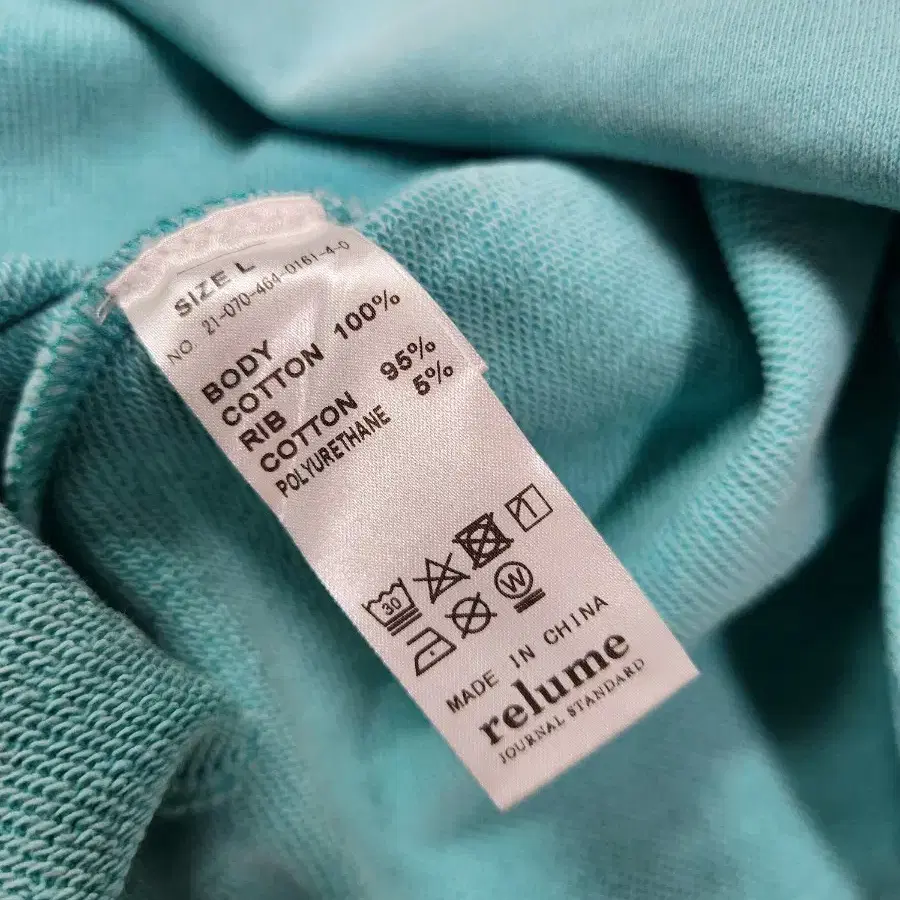 SIZE L
NO. 21-070-464-0161-4-0
BODY
COTTON 100%
RIB
COTTON 95%
POLYURETHANE 5%
30
W
MADE IN CHINA
relume
JOURNAL STANDARD